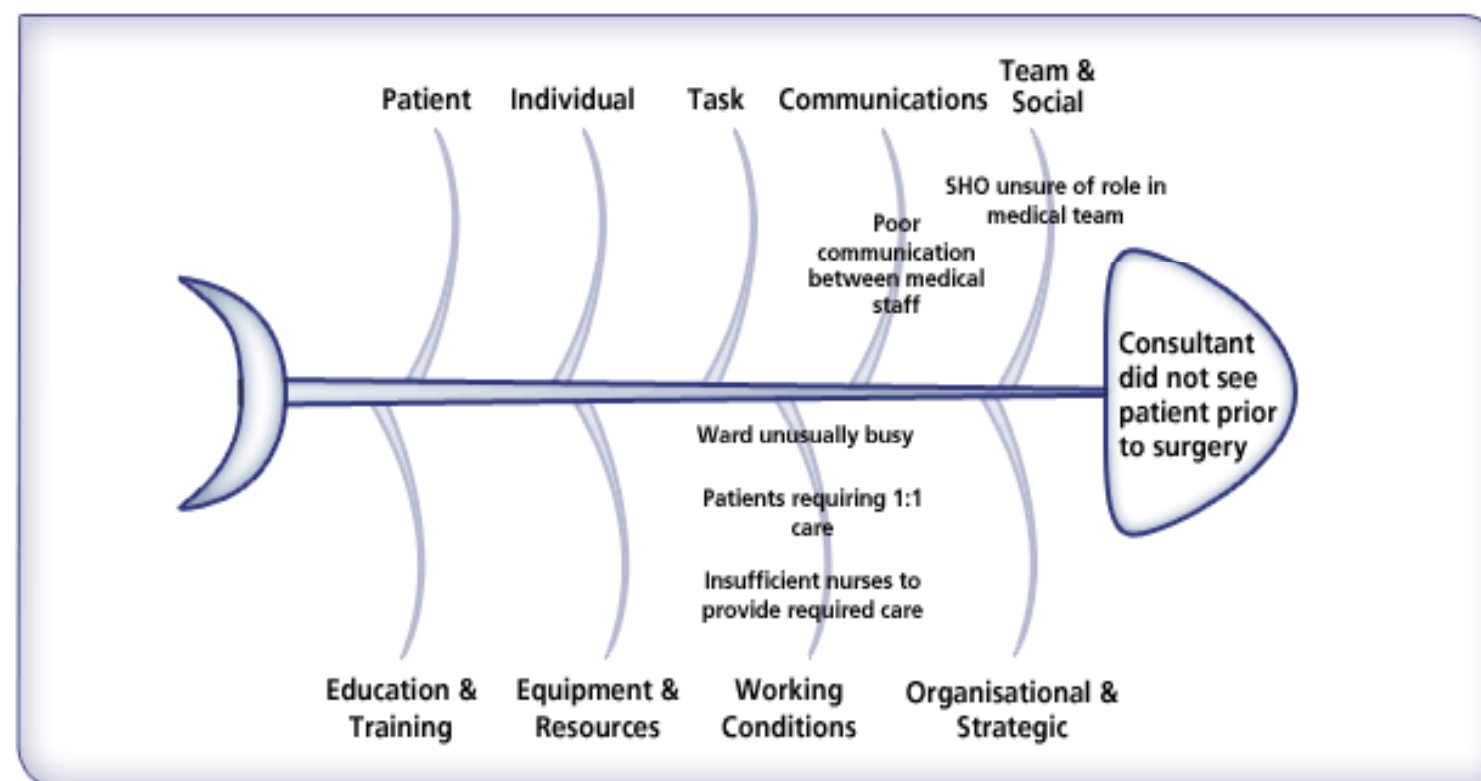 Patient
Individual
Task
Communications
Team &
Social
SHO unsure of role in
medical team
Poor
communication
between medical
staff
Consultant
did not see
patient prior
to surgery
Ward unusually busy
Patients requiring 1:1
care
Insufficient nurses to
provide required care
Education &
Training
Equipment &
Resources
Working
Conditions
Organisational &
Strategic